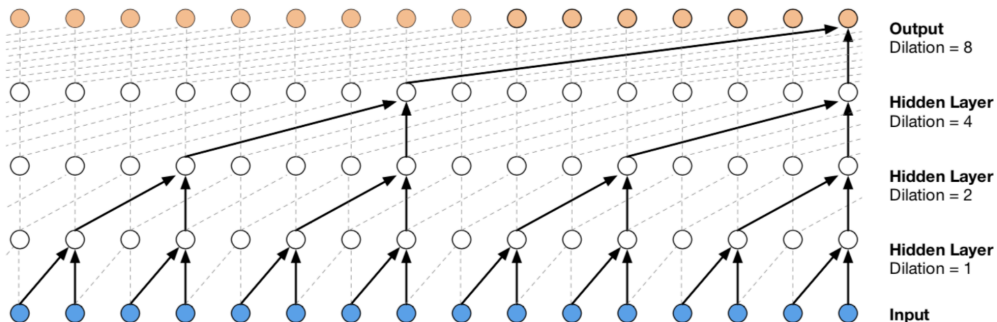 Output
Dilation = 8
Hidden Layer
Dilation = 4
Hidden Layer
Dilation = 2
Hidden Layer
Dilation = 1
Input